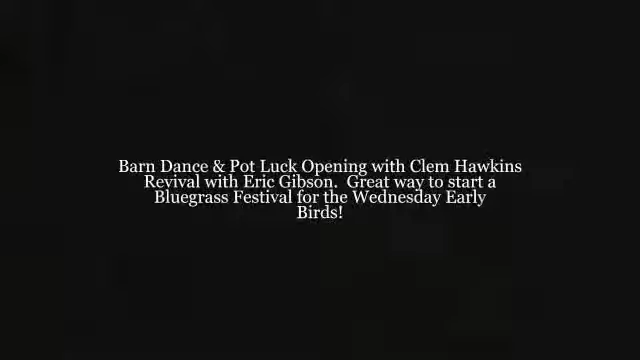 Barn Dance & Pot Luck Opening with Clem Hawkins
Revival with Eric Gibson.  Great way to start a
Bluegrass Festival for the Wednesday Early
Birds!